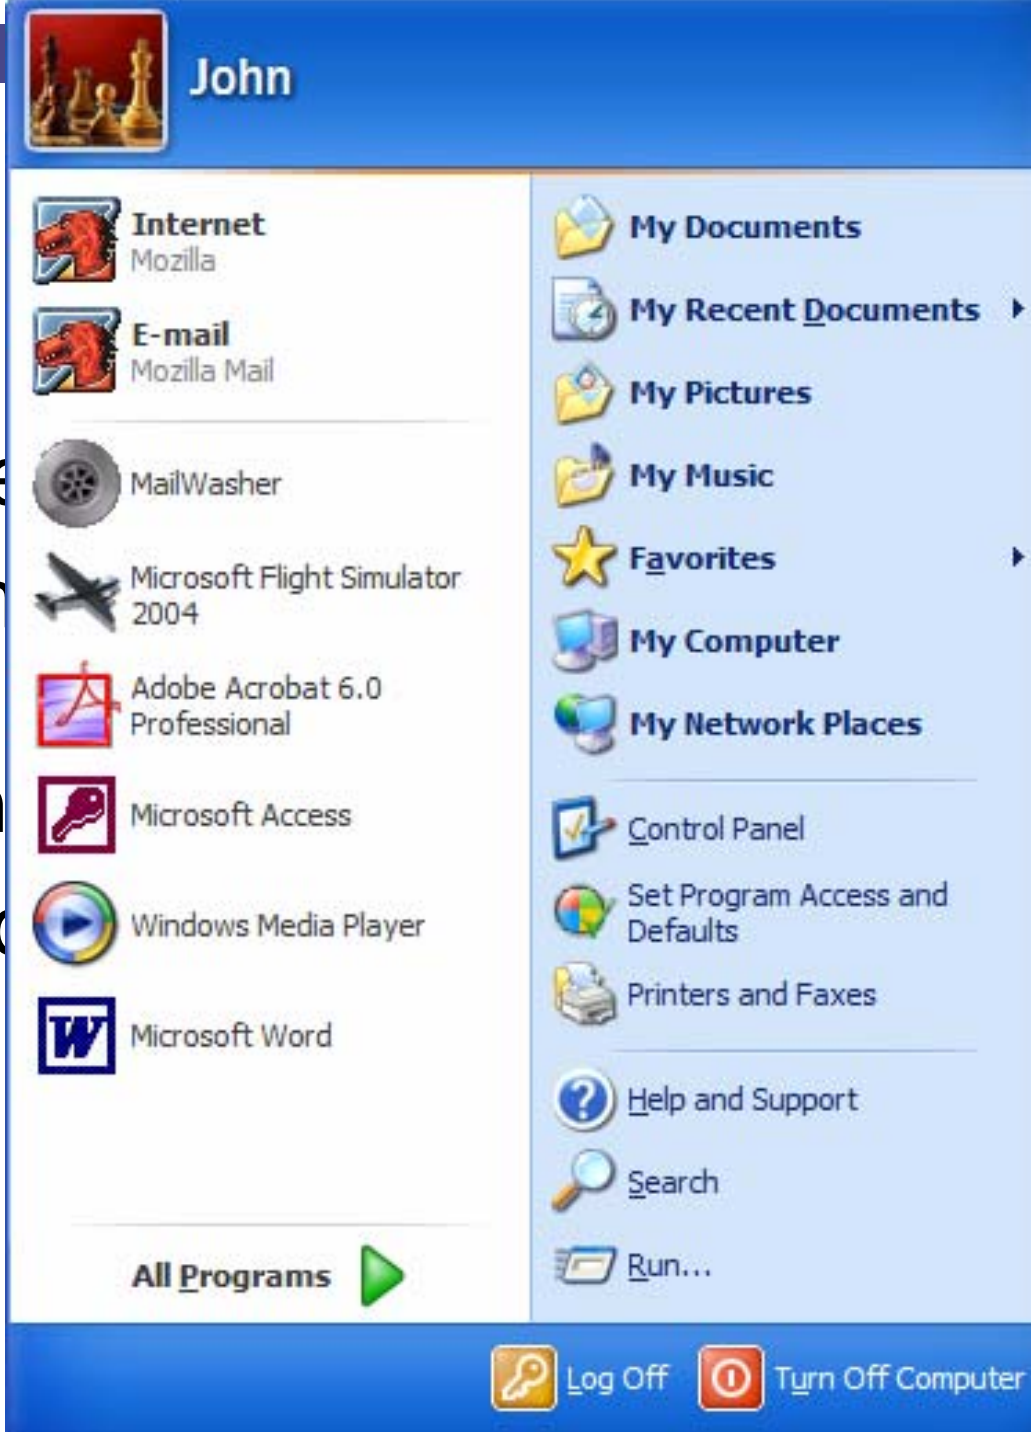 John
Internet
Mozilla
E-mail
Mozilla Mail
MailWasher
Microsoft Flight Simulator
2004
Adobe Acrobat 6.0
Professional
Microsoft Access
Windows Media Player
Microsoft Word
All Programs
My Documents
My Recent Documents
My Pictures
My Music
Favorites
My Computer
My Network Places
Control Panel
Set Program Access and
Defaults
Printers and Faxes
Help and Support
Search
Run...
Log Off
Turn Off Computer